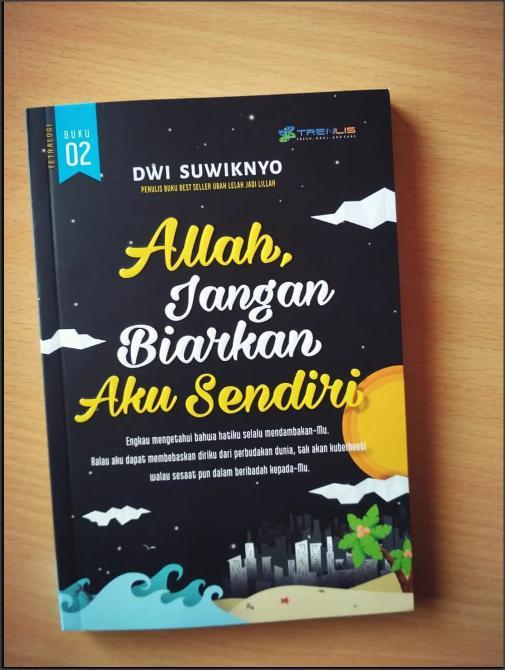 TETRALOGI
BUKU
02
TRENLIS
DWI SUWIKNYO
PENULIS BUKU BEST SELLER UBAH LELAH JADI LILLAH
Allah,
Jangan
Biarkan
Aku Sendiri
Engkau mengetahui bahwa hatiku selalu mendambakan-Mu.
Kalau aku dapat membebaskan diriku dari perbudakan dunia, tak akan kuberhenti
walau sesaat pun dalam beribadah kepada-Mu.